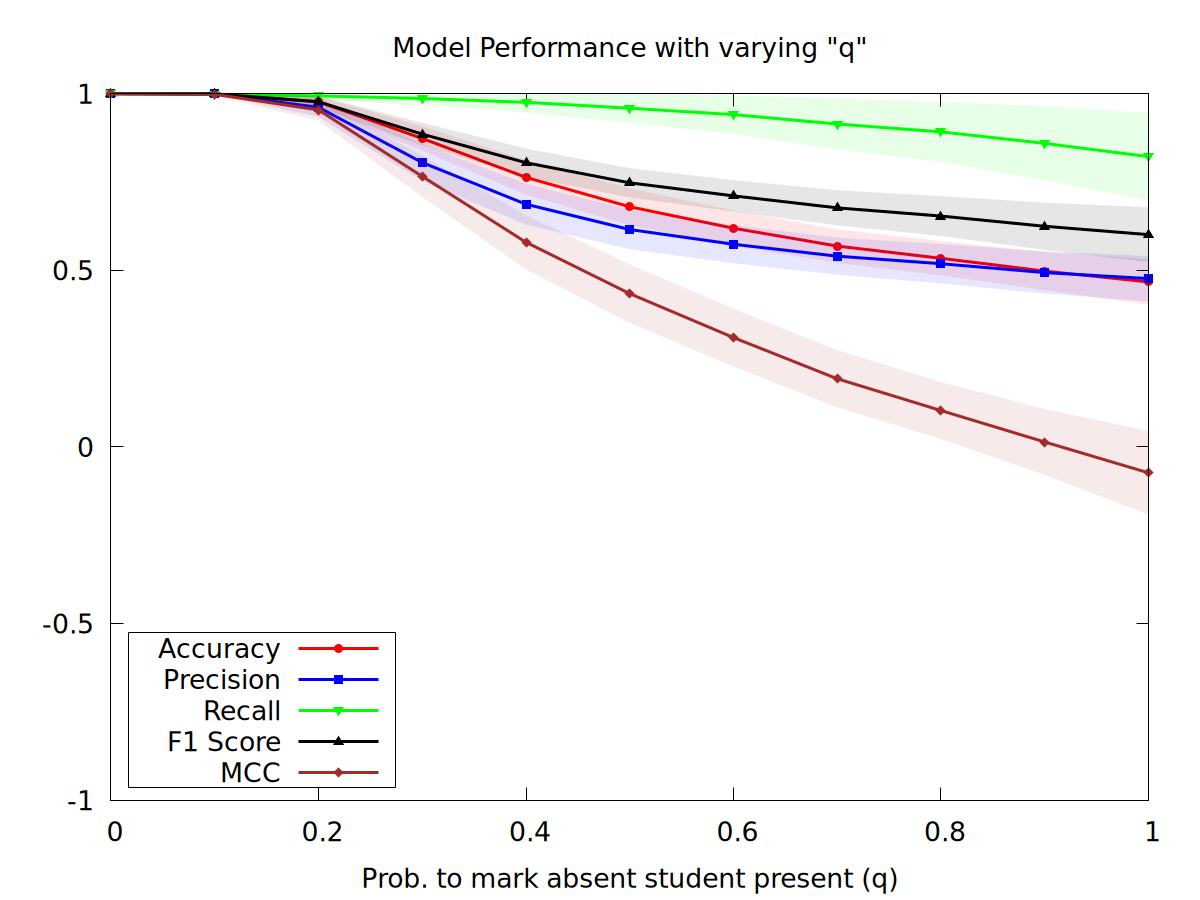 Model Performance with varying "q"
1
0.5
0
-0.5
-1
Accuracy
Precision
Recall
F1 Score
MCC
0 0.2 0.4 0.6 0.8 1
Prob. to mark absent student present (q)